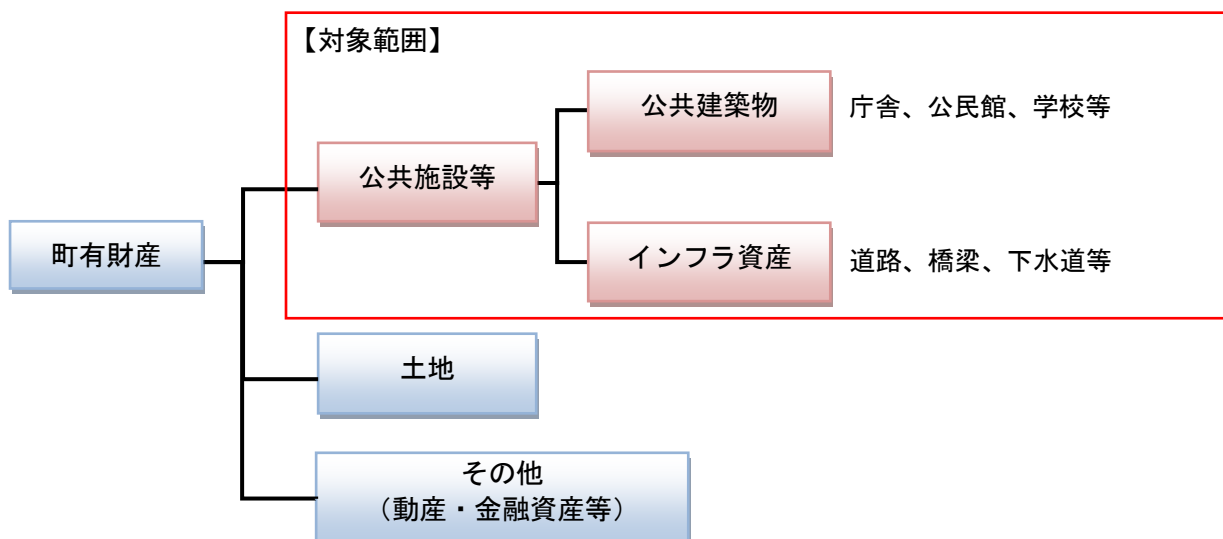 【対象範囲】
公共建築物
庁舎、公民館、学校等
公共施設等
町有財産
インフラ資産
道路、橋梁、下水道等
土地
その他
（動産・金融資産等）